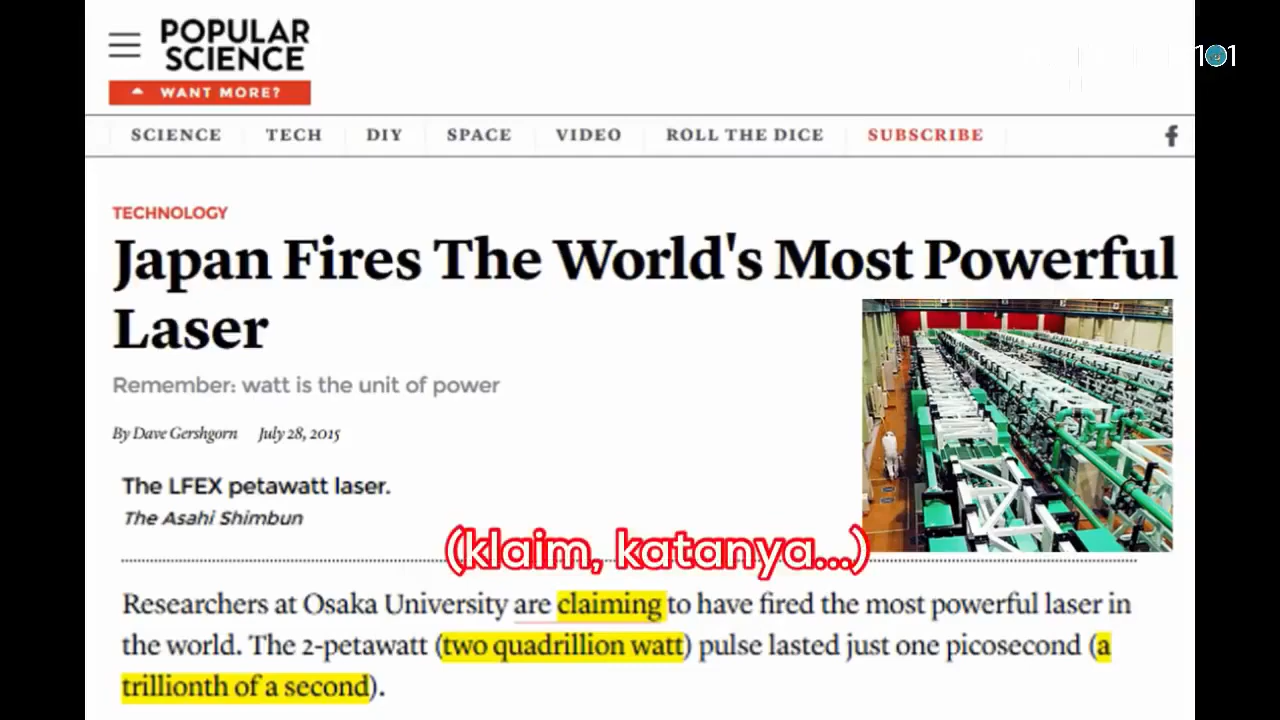 POPULAR
SCIENCE
WANT MORE?
101
SCIENCE TECH DIY SPACE VIDEO ROLL THE DICE SUBSCRIBE f
TECHNOLOGY
Japan Fires The World's Most Powerful
Laser
Remember: watt is the unit of power
By Dave Gershgorn July 28, 2015
The LFEX petawatt laser.
The Asahi Shimbun
(klaim, katanya...)
Researchers at Osaka University are claiming to have fired the most powerful laser in
the world. The 2-petawatt (two quadrillion watt) pulse lasted just one picosecond (a
trillionth of a second).